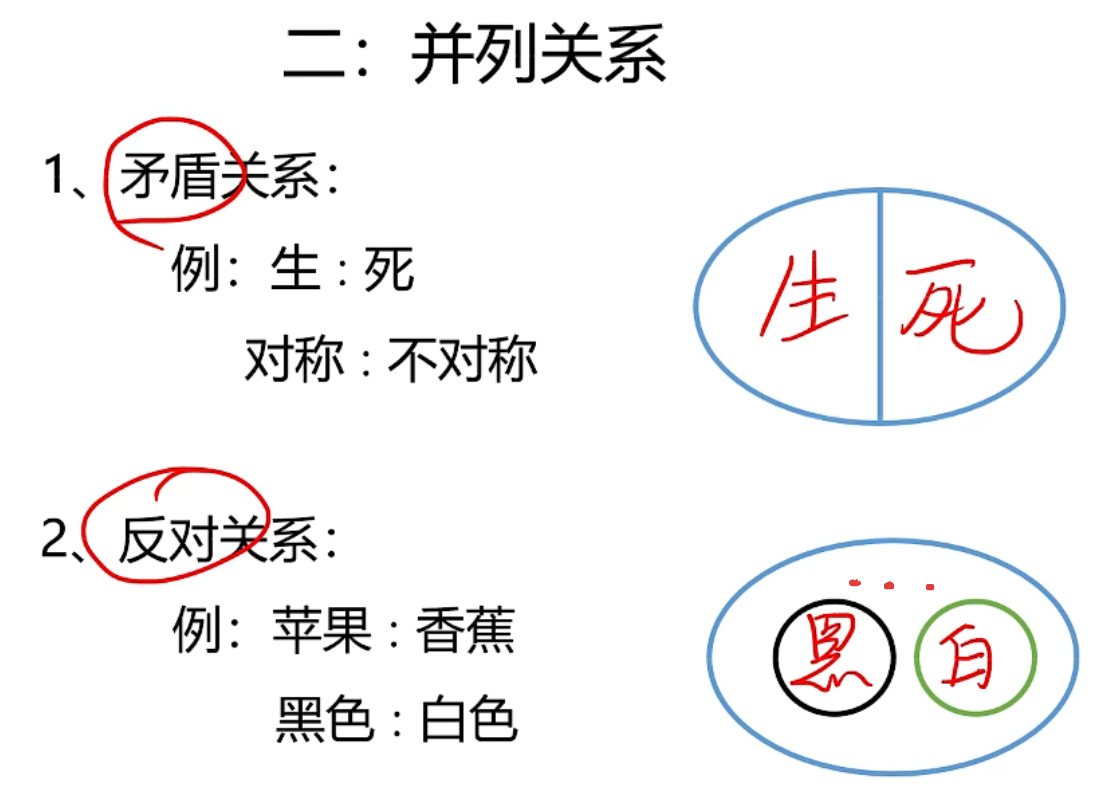 二：并列关系
1、矛盾关系：
例：生：死
对称：不对称
生 死
2、反对关系：
例：苹果：香蕉
黑色：白色
黑 白